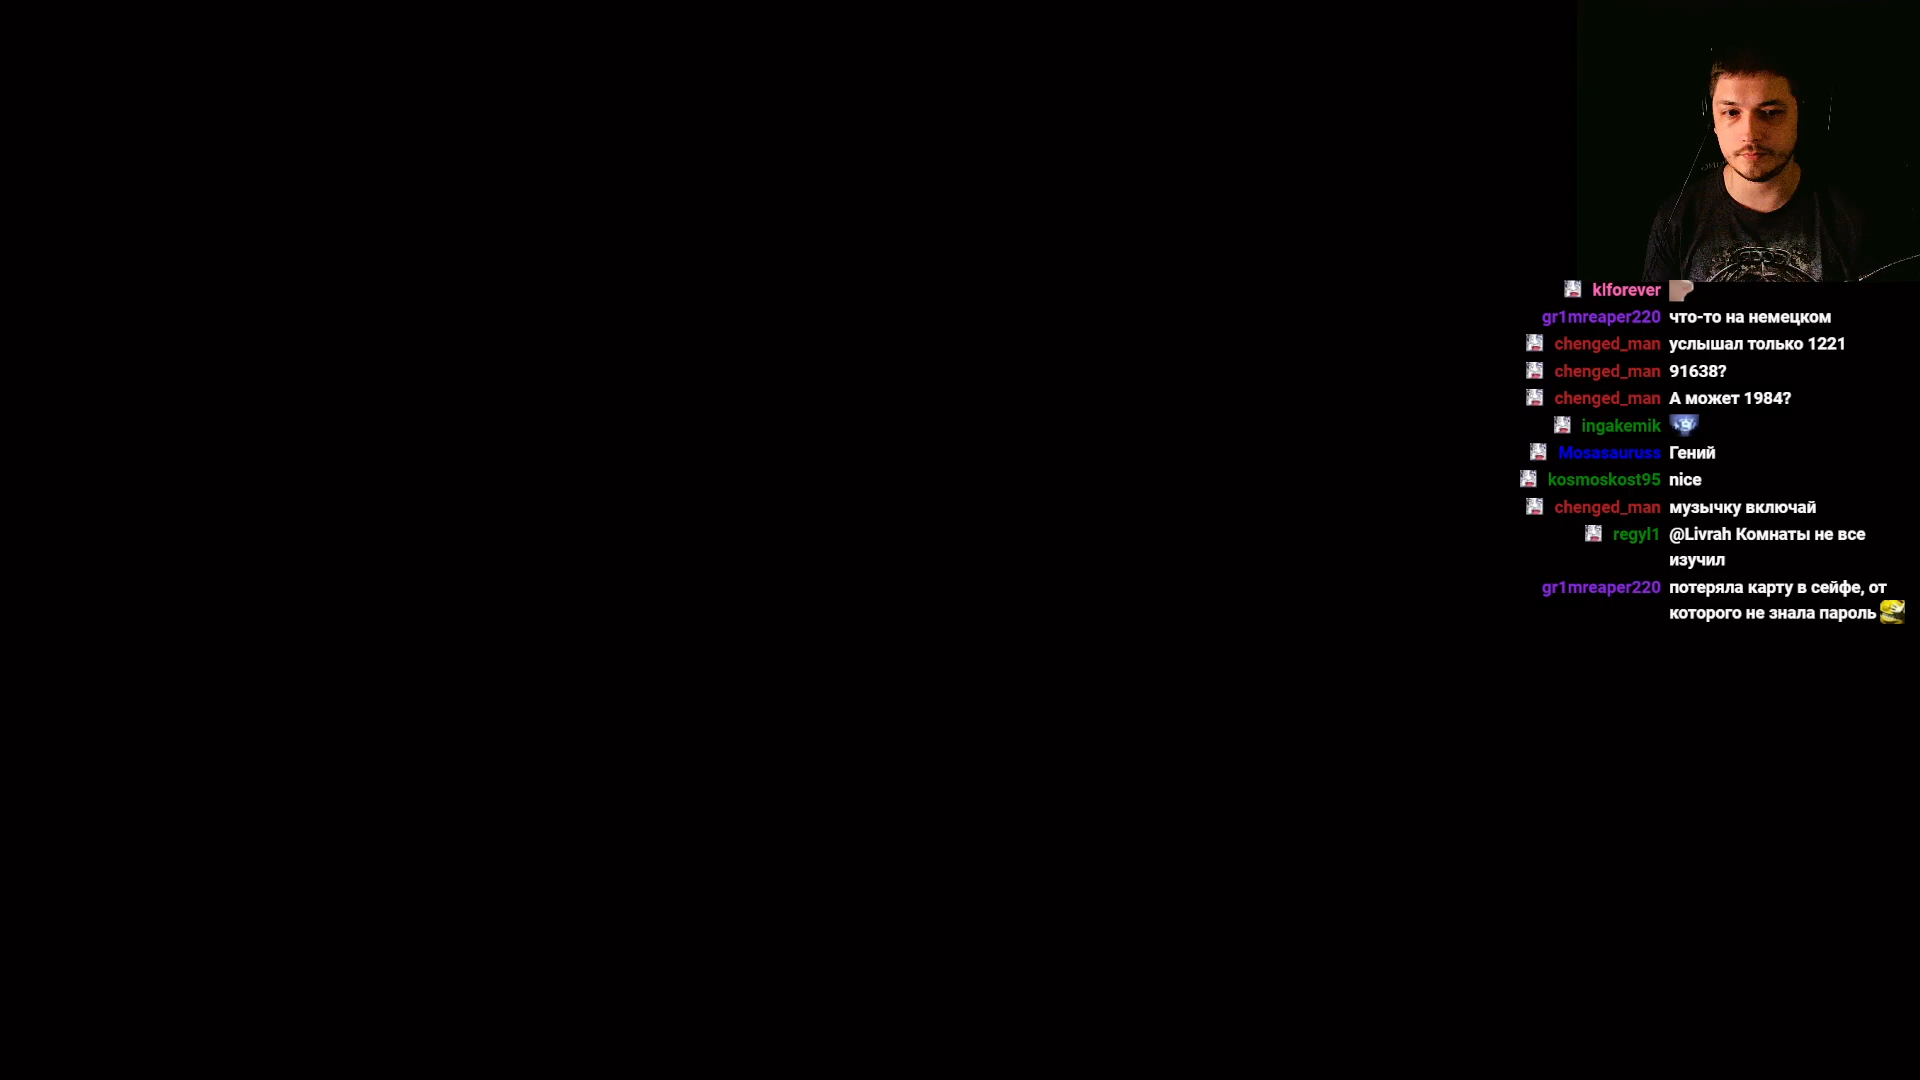 klforever
gr1mreaper220 что-то на немецком
chenged_man услышал только 1221
chenged_man 91638?
chenged_man А может 1984?
ingakemik
Mosasauruss Гений
kosmoskost95 nice
chenged_man музычку включай
regyl1 @Livrah Комнаты не все
изучил
gr1mreaper220 потеряла карту в сейфе, от
которого не знала пароль